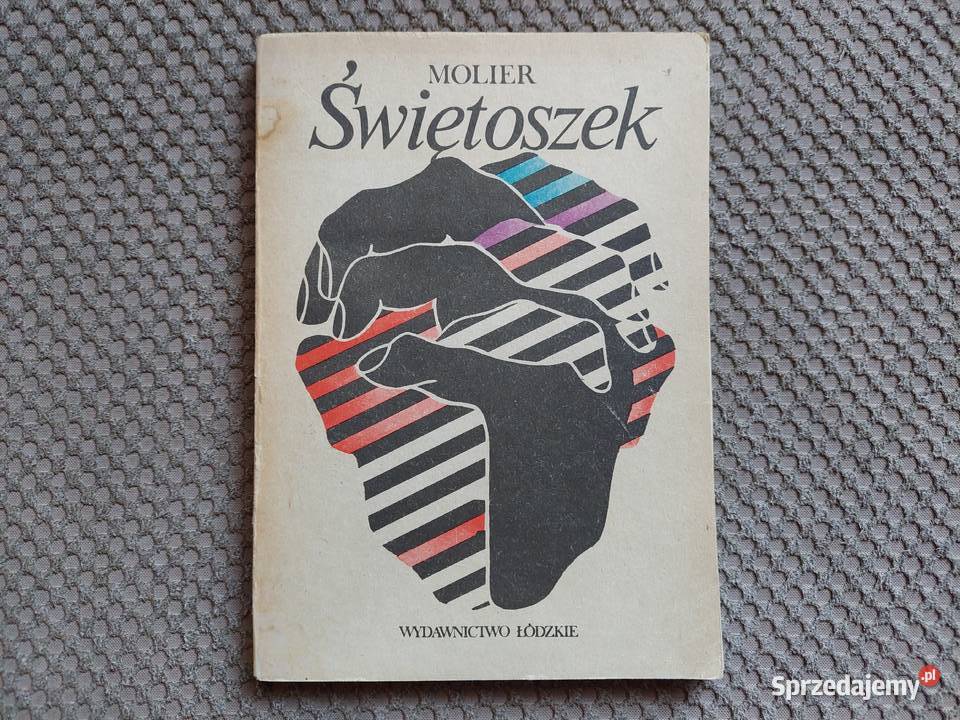 MOLIER
Świętoszek
WYDAWNICTWO ŁÓDZKIE
Sprzedajemy.pl